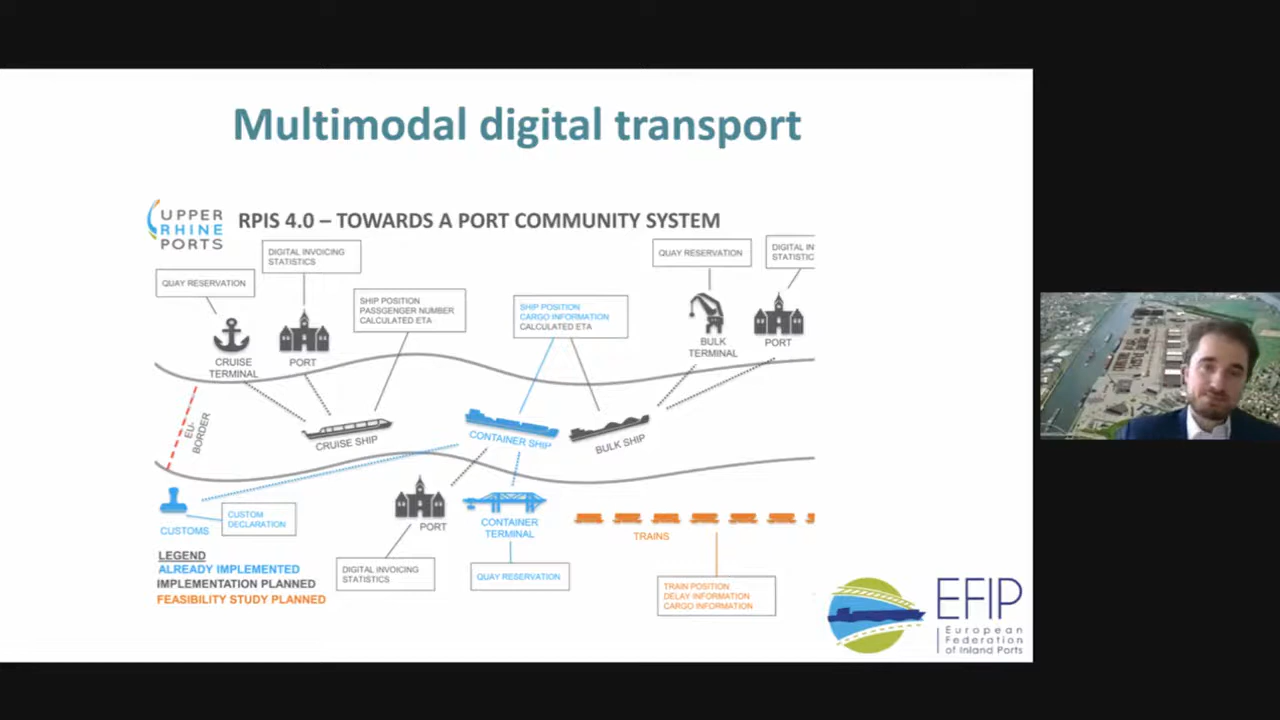 Multimodal digital transport
UPPER
RHINE
PORTS
RPIS 4.0 – TOWARDS A PORT COMMUNITY SYSTEM
QUAY RESERVATION
DIGITAL INVOICING
STATISTICS
SHIP POSITION
PASSGENGER NUMBER
CALCULATED ETA
SHIP POSITION
CARGO INFORMATION
CALCULATED ETA
QUAY RESERVATION
DIGITAL IN
STATISTIC
CRUISE
TERMINAL
PORT
BULK
TERMINAL
PORT
EU-
BORDER
CRUISE SHIP
CONTAINER SHIP
BULK SHIP
CUSTOMS
CUSTOM
DECLARATION
PORT
CONTAINER
TERMINAL
TRAINS
DIGITAL INVOICING
STATISTICS
QUAY RESERVATION
TRAIN POSITION
DELAY INFORMATION
CARGO INFORMATION
LEGEND
ALREADY IMPLEMENTED
IMPLEMENTATION PLANNED
FEASIBILITY STUDY PLANNED
EFIP
European
Federation
of Inland Ports